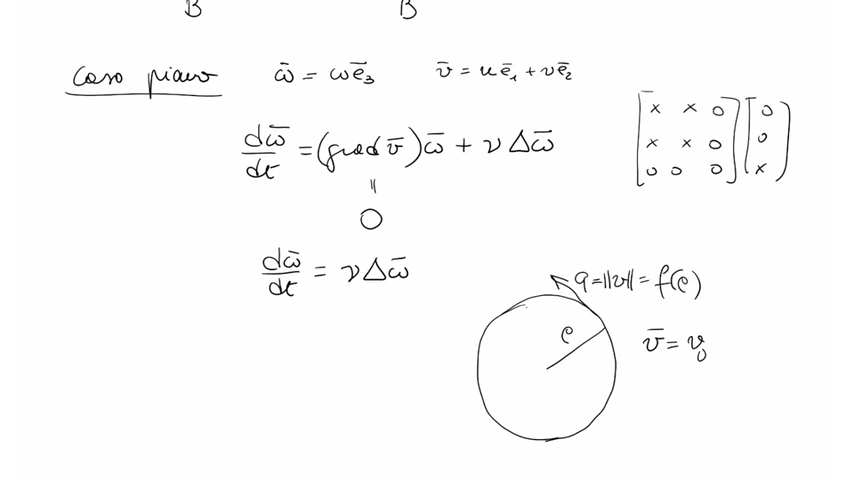 B B
Caso piano ω̄ = ωē₃ v̄ = uē₁ + vē₂
dω̄/dt = (grad v̄) ω̄ + ν Δω̄
[x x 0
x x 0
0 0 0] [0
0
x]
||
0
dω̄/dt = ν Δω̄
q = ||v|| = f(ρ)
ρ
v̄ = v₀